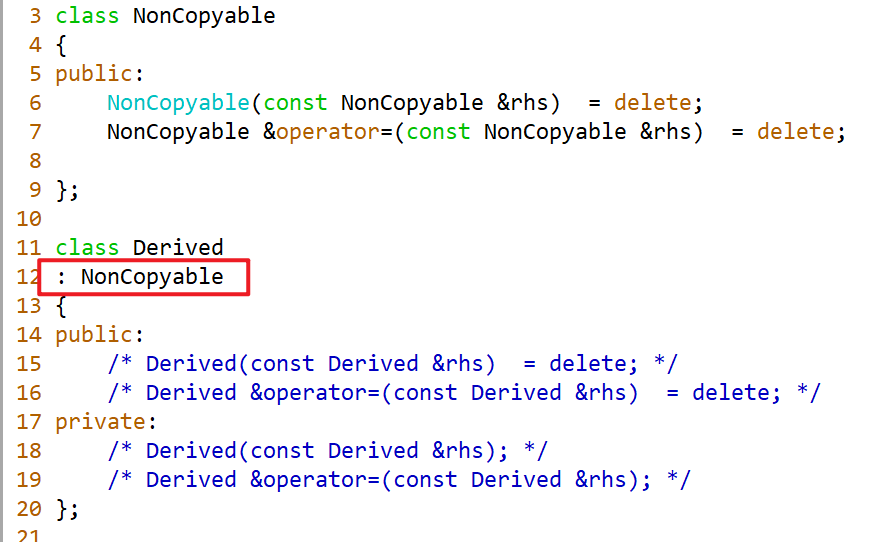 3 class NonCopyable
4 {
5 public:
6     NonCopyable(const NonCopyable &rhs)  = delete;
7     NonCopyable &operator=(const NonCopyable &rhs)  = delete;
8
9 };
10
11 class Derived
12 : NonCopyable
13 {
14 public:
15     /* Derived(const Derived &rhs)  = delete; */
16     /* Derived &operator=(const Derived &rhs)  = delete; */
17 private:
18     /* Derived(const Derived &rhs); */
19     /* Derived &operator=(const Derived &rhs); */
20 };
21